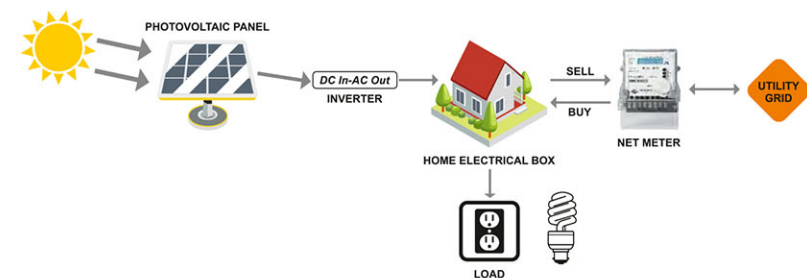 PHOTOVOLTAIC PANEL
DC In-AC Out
INVERTER
SELL
BUY
HOME ELECTRICAL BOX
NET METER
UTILITY
GRID
LOAD